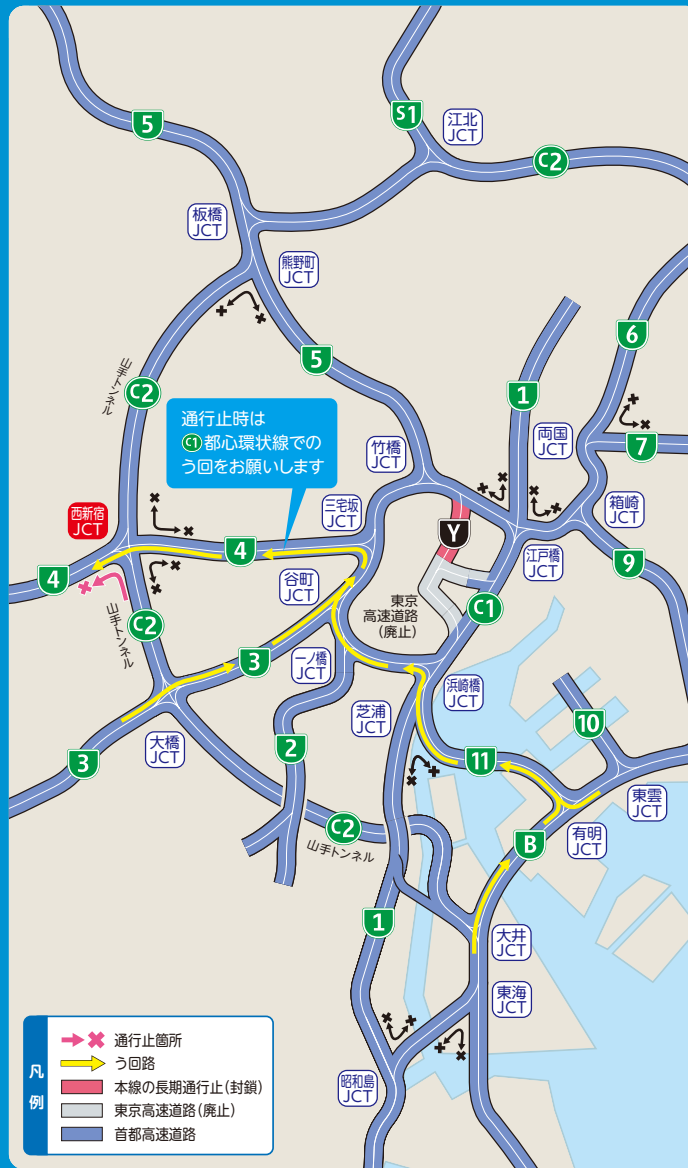 5
S1
江北
JCT
C2
板橋
JCT
熊野町
JCT
5
6
山手トンネル
C2
1
通行止時は
C1都心環状線での
う回をお願いします
竹橋
JCT
両国
JCT
7
箱崎
JCT
西新宿
JCT
三宅坂
JCT
Y
4
4
谷町
JCT
江戸橋
JCT
9
東京
高速道路
(廃止)
C1
山手トンネル
C2
3
一ノ橋
JCT
浜崎橋
JCT
芝浦
JCT
10
大橋
JCT
2
3
11
東雲
JCT
有明
JCT
C2
山手トンネル
B
1
大井
JCT
東海
JCT
昭和島
JCT
凡例
通行止箇所
う回路
本線の長期通行止(封鎖)
東京高速道路(廃止)
首都高速道路